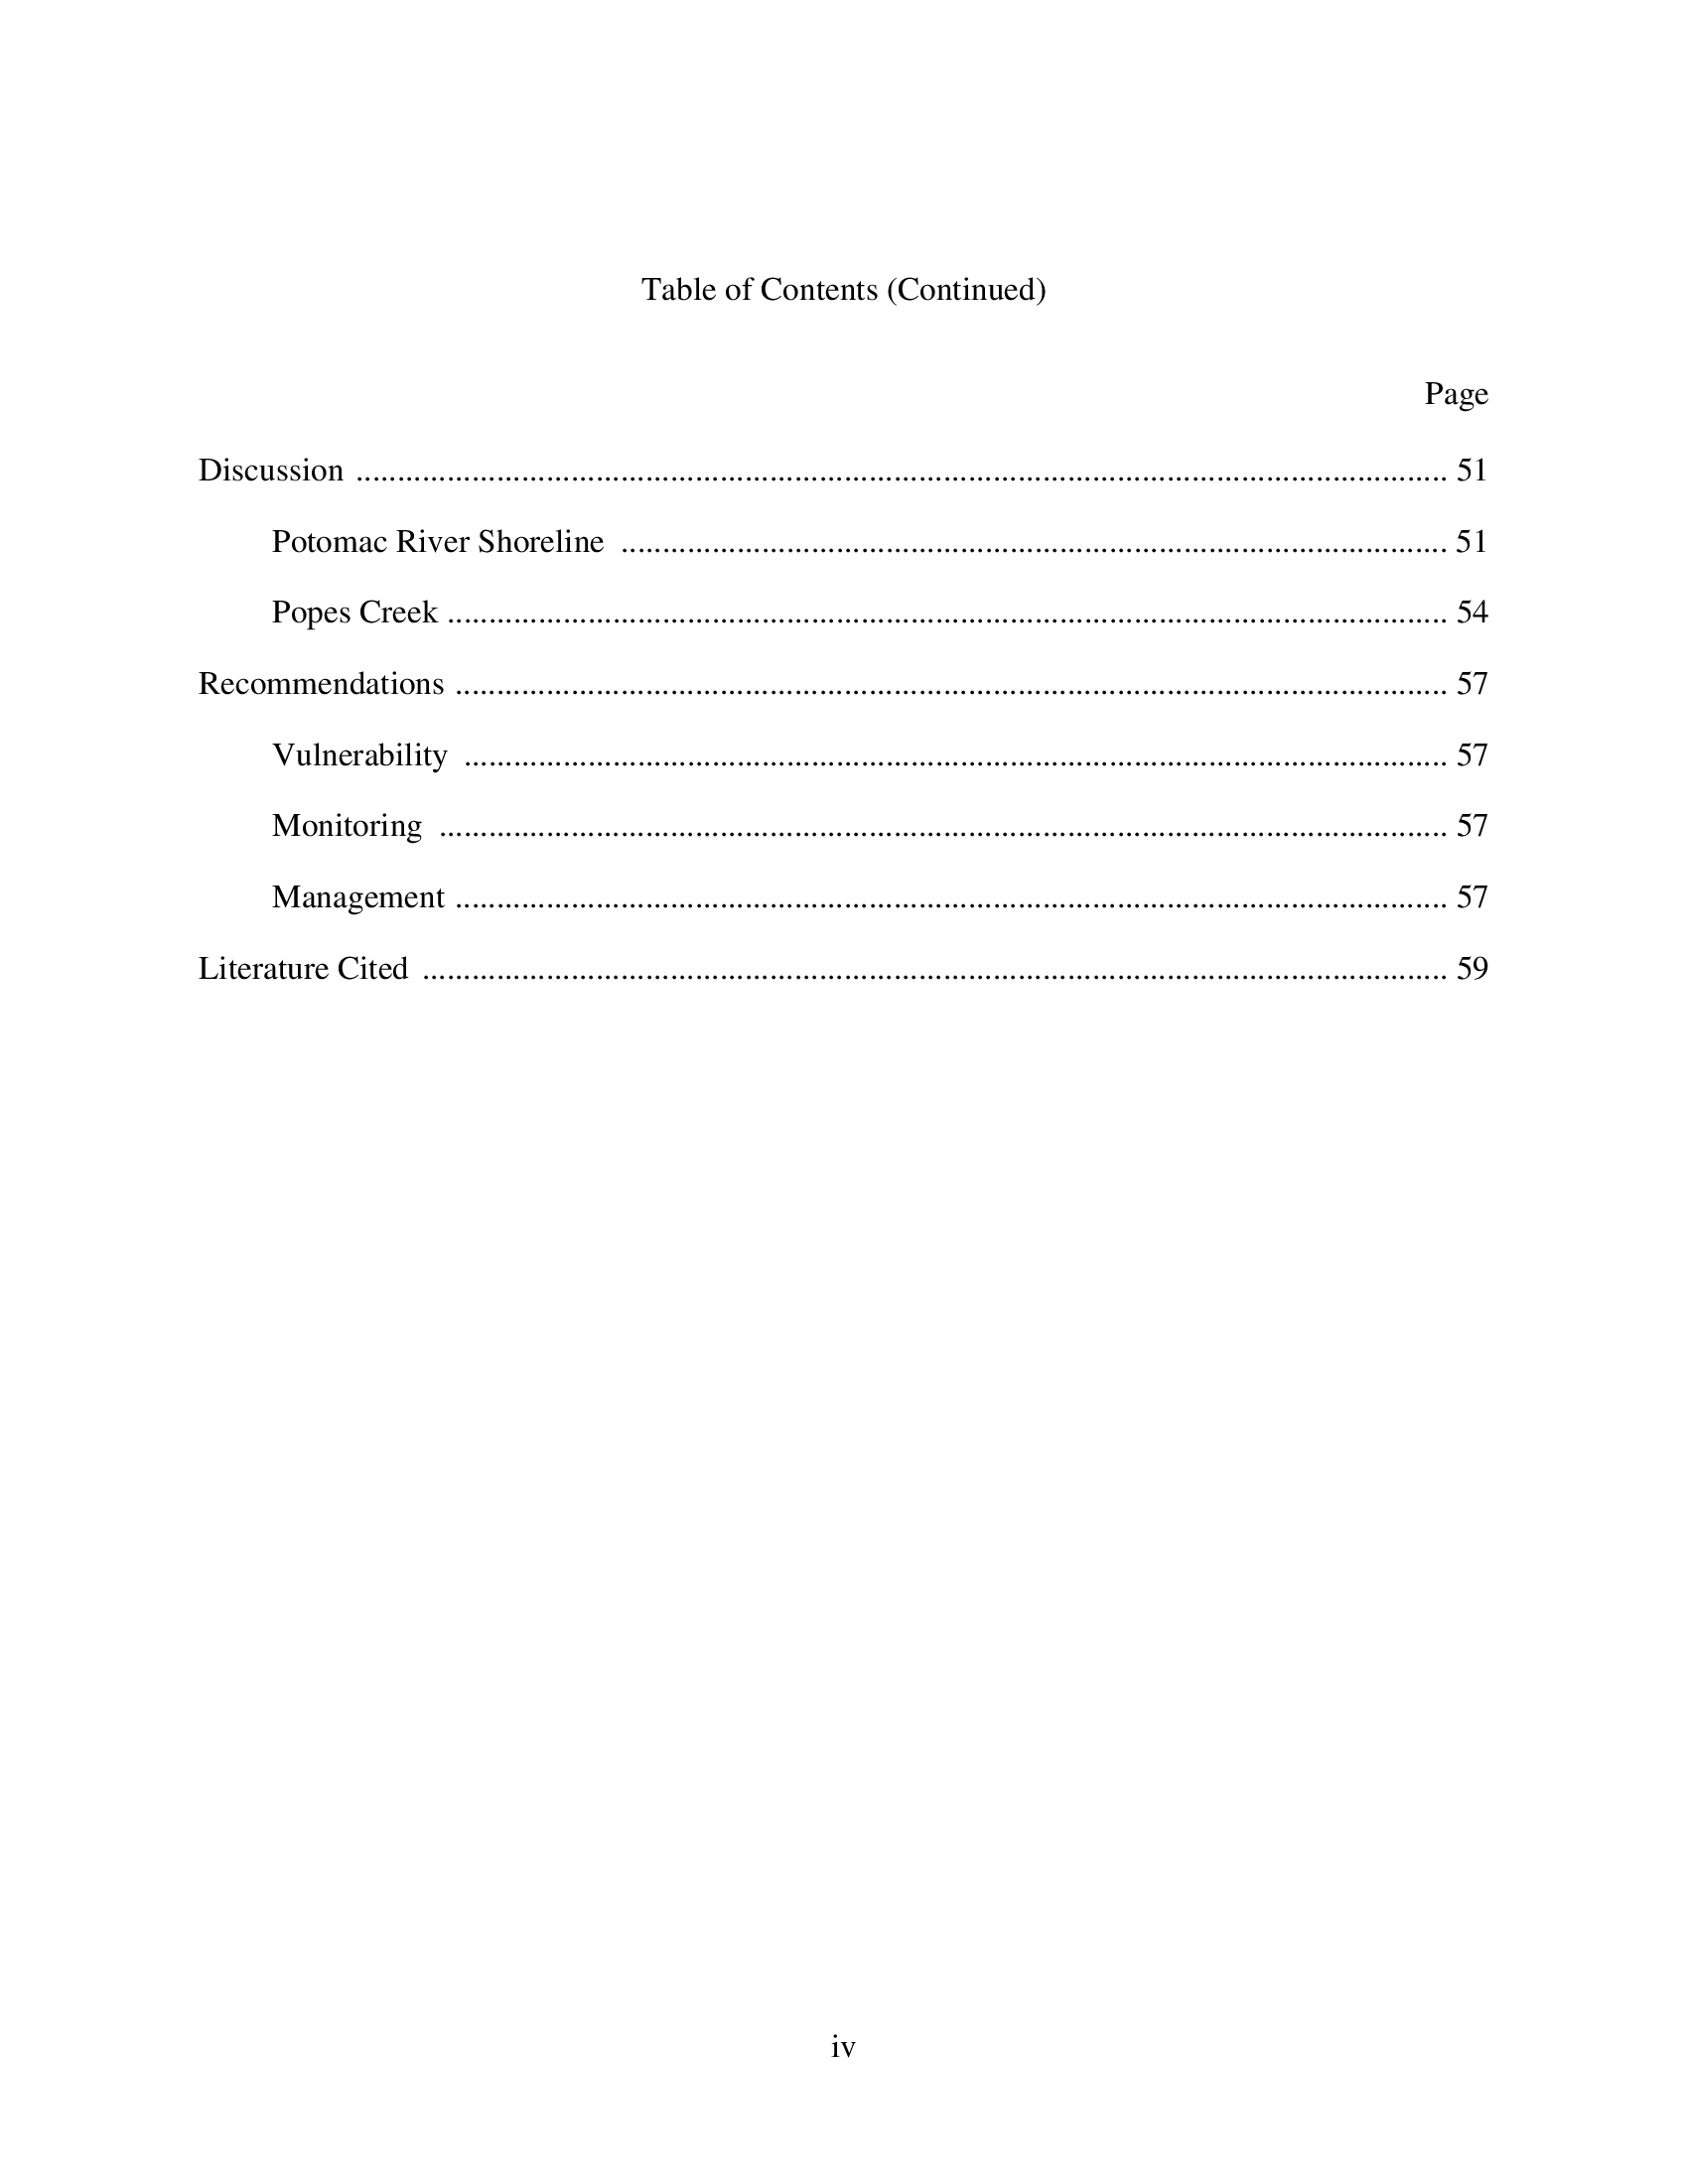 Table of Contents (Continued)
Page
Discussion ........................................................................................................................................ 51
Potomac River Shoreline ..................................................................................................... 51
Popes Creek .......................................................................................................................... 54
Recommendations .......................................................................................................................... 57
Vulnerability ........................................................................................................................ 57
Monitoring ........................................................................................................................... 57
Management ......................................................................................................................... 57
Literature Cited .............................................................................................................................. 59
iv